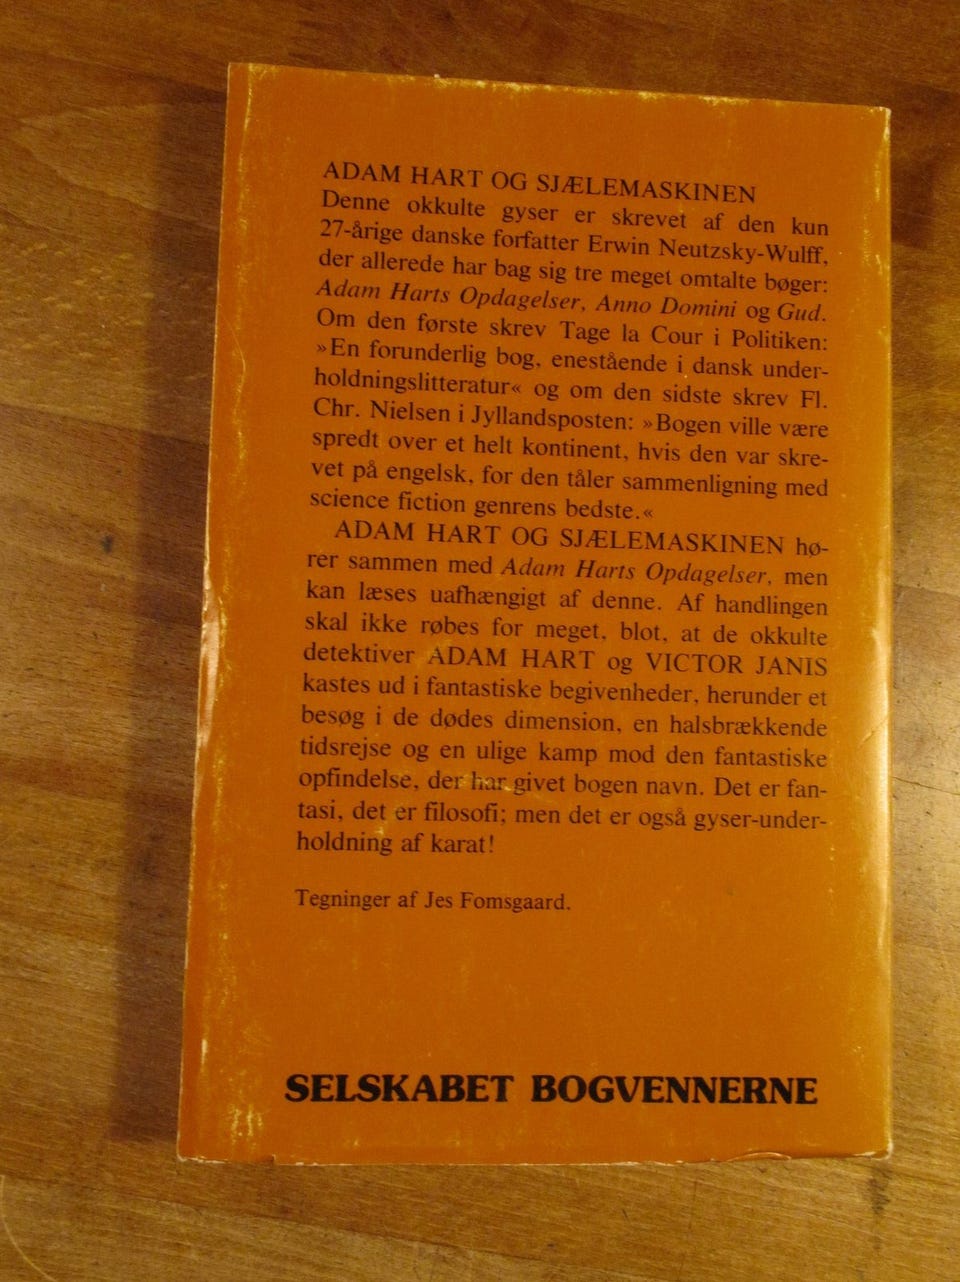 ADAM HART OG SJÆLEMASKINEN
Denne okkulte gyser er skrevet af den kun
27-årige danske forfatter Erwin Neutzsky-Wulff,
der allerede har bag sig tre meget omtalte bøger:
Adam Harts Opdagelser, Anno Domini og Gud.
Om den første skrev Tage la Cour i Politiken:
»En forunderlig bog, enestående i dansk under-
holdningslitteratur« og om den sidste skrev Fl.
Chr. Nielsen i Jyllandsposten: »Bogen ville være
spredt over et helt kontinent, hvis den var skre-
vet på engelsk, for den tåler sammenligning med
science fiction genrens bedste.«
ADAM HART OG SJÆLEMASKINEN hø-
rer sammen med Adam Harts Opdagelser, men
kan læses uafhængigt af denne. Af handlingen
skal ikke røbes for meget, blot, at de okkulte
detektiver ADAM HART og VICTOR JANIS
kastes ud i fantastiske begivenheder, herunder et
besøg i de dødes dimension, en halsbrækkende
tidsrejse og en ulige kamp mod den fantastiske
opfindelse, der har givet bogen navn. Det er fan-
tasi, det er filosofi; men det er også gyser-under-
holdning af karat!
Tegninger af Jes Fomsgaard.
SELSKABET BOGVENNERNE